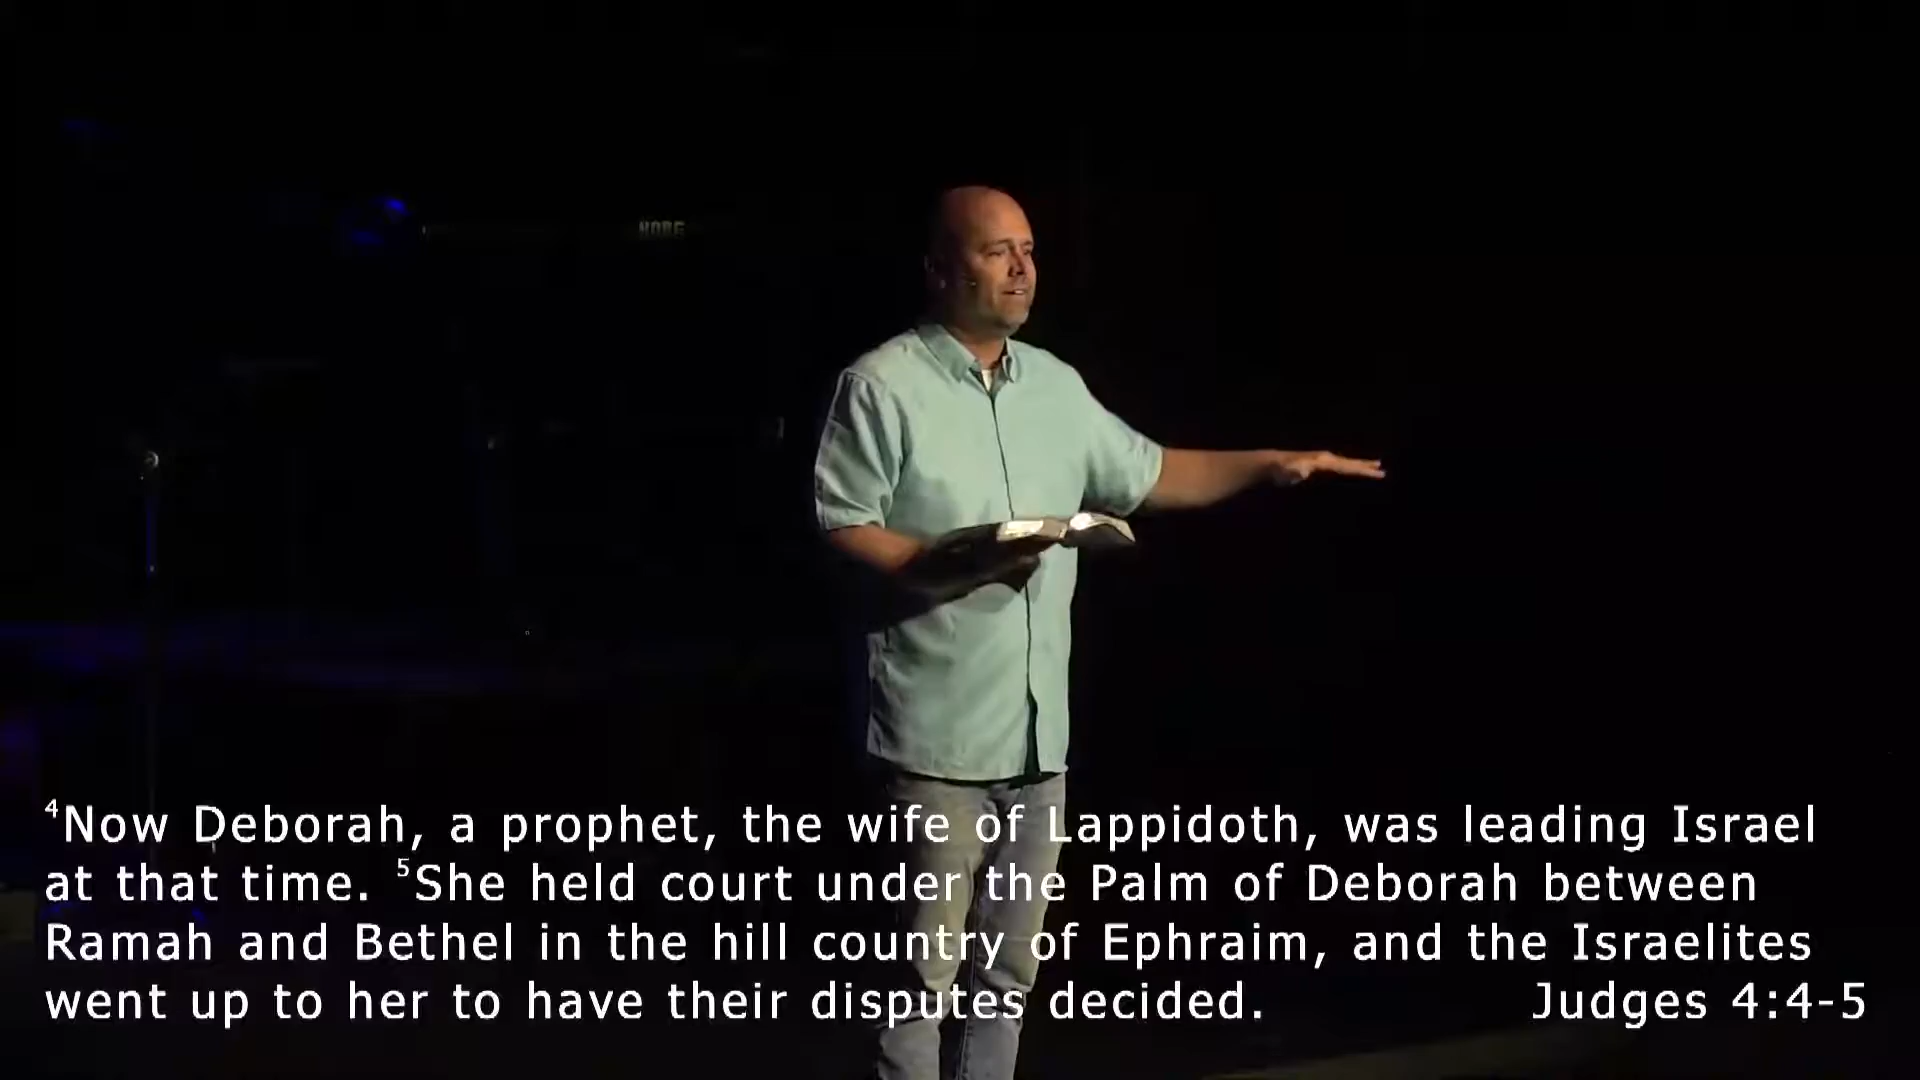 ⁴Now Deborah, a prophet, the wife of Lappidoth, was leading Israel
at that time. ⁵She held court under the Palm of Deborah between
Ramah and Bethel in the hill country of Ephraim, and the Israelites
went up to her to have their disputes decided. Judges 4:4-5